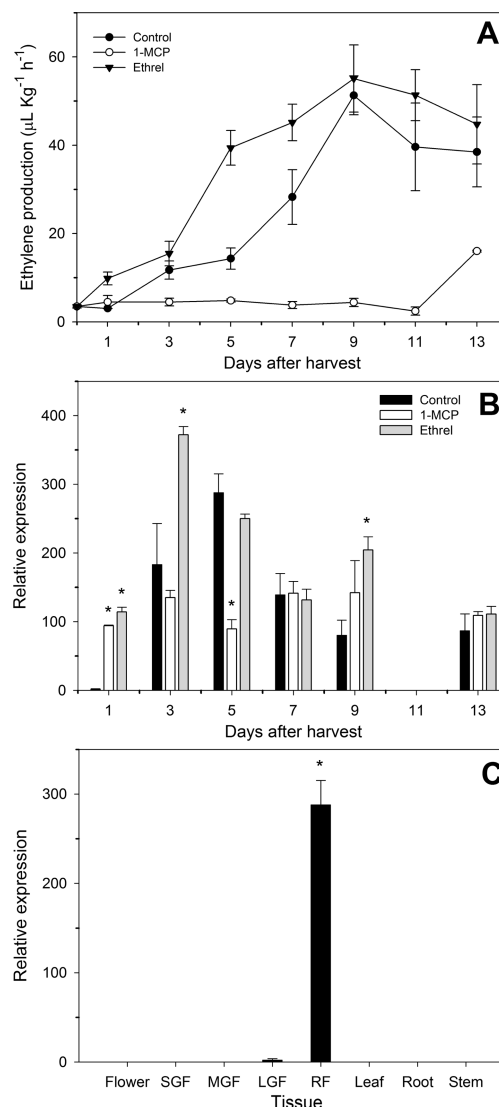 A
Control
1-MCP
Ethrel
Ethylene production (μL Kg⁻¹ h⁻¹)
60
40
20
0
1 3 5 7 9 11 13
Days after harvest
B
Control
1-MCP
Ethrel
Relative expression
400
300
200
100
0
* * * * *
1 3 5 7 9 11 13
Days after harvest
C
Relative expression
300
200
100
0
*
Flower SGF MGF LGF RF Leaf Root Stem
Tissue